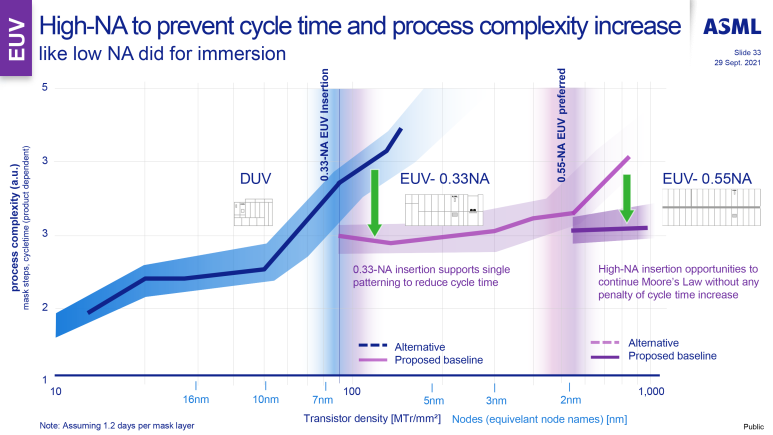 EUV
High-NA to prevent cycle time and process complexity increase
like low NA did for immersion
ASML
Slide 33
29 Sept. 2021
process complexity (a.u.)
mask steps, cycletime (product dependent)
5
3
3
2
1
0.33-NA EUV Insertion
0.55-NA EUV preferred
DUV
EUV- 0.33NA
EUV- 0.55NA
0.33-NA insertion supports single
patterning to reduce cycle time
High-NA insertion opportunities to
continue Moore's Law without any
penalty of cycle time increase
Alternative
Proposed baseline
Alternative
Proposed baseline
10
100
1,000
16nm
10nm
7nm
5nm
3nm
2nm
Transistor density [MTr/mm²]
Nodes (equivelant node names) [nm]
Note: Assuming 1.2 days per mask layer
Public